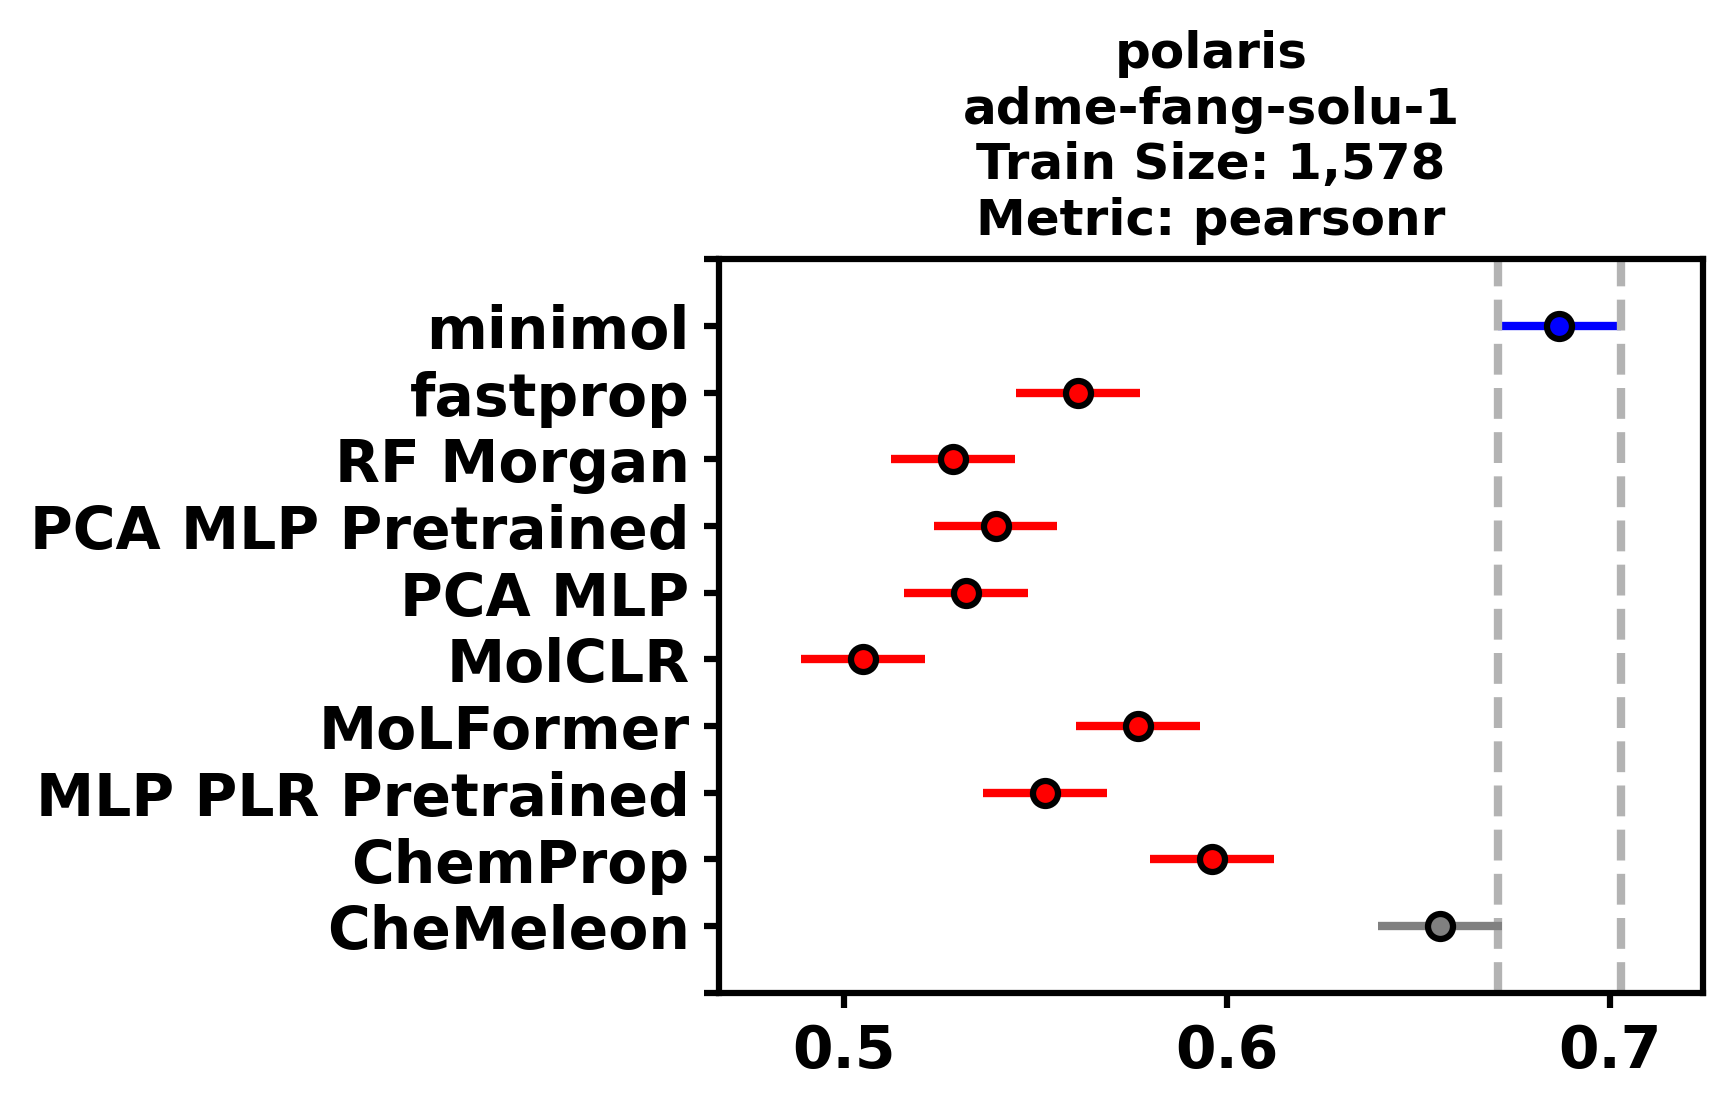 polaris
adme-fang-solu-1
Train Size: 1,578
Metric: pearsonr
minimol
fastprop
RF Morgan
PCA MLP Pretrained
PCA MLP
MolCLR
MoLFormer
MLP PLR Pretrained
ChemProp
CheMeleon
0.5 0.6 0.7